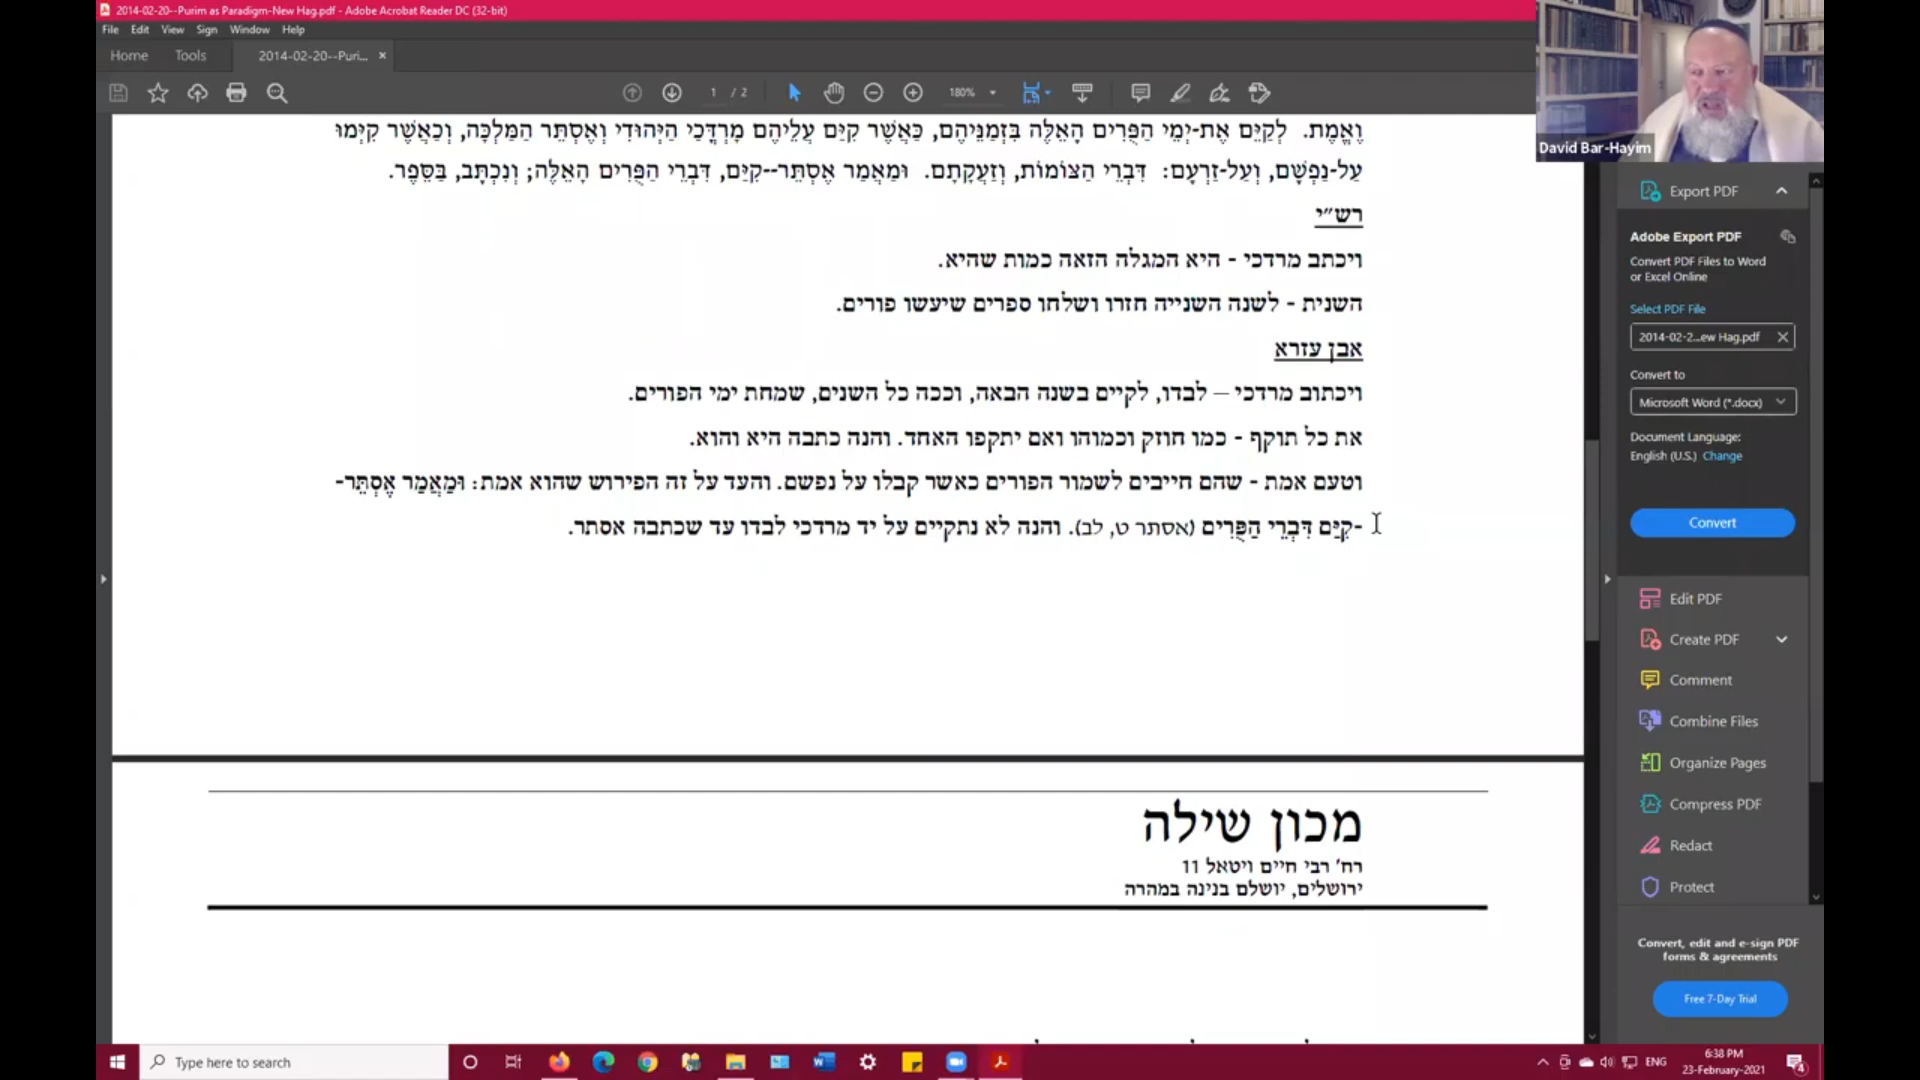 2014-02-20--Purim as Paradigm-New Hag.pdf - Adobe Acrobat Reader DC (32-bit)
File Edit View Sign Window Help
Home Tools 2014-02-20--Puri... ×
1 / 2 180%
David Bar-Hayim
וֶאֱמֶת. לְקַיֵּם אֶת-יְמֵי הַפֻּרִים הָאֵלֶּה בִּזְמַנֵּיהֶם, כַּאֲשֶׁר קִיַּם עֲלֵיהֶם מָרְדֳּכַי הַיְּהוּדִי וְאֶסְתֵּר הַמַּלְכָּה, וְכַאֲשֶׁר קִיְּמוּ
עַל-נַפְשָׁם, וְעַל-זַרְעָם: דִּבְרֵי הַצּוֹמוֹת, וְזַעֲקָתָם. וּמַאֲמַר אֶסְתֵּר--קִיַּם, דִּבְרֵי הַפֻּרִים הָאֵלֶּה; וְנִכְתָּב, בַּסֵּפֶר.
רש״י
ויכתב מרדכי - היא המגלה הזאה כמות שהיא.
השנית - לשנה השנייה חזרו ושלחו ספרים שיעשו פורים.
אבן עזרא
ויכתוב מרדכי – לבדו, לקיים בשנה הבאה, וככה כל השנים, שמחת ימי הפורים.
את כל תוקף - כמו חוזק וכמוהו ואם יתקפו האחד. והנה כתבה היא והוא.
וטעם אמת - שהם חייבים לשמור הפורים כאשר קבלו על נפשם. והעד על זה הפירוש שהוא אמת: וּמַאֲמַר אֶסְתֵּר-
-קִיַּם דִּבְרֵי הַפֻּרִים (אסתר ט, לב). והנה לא נתקיים על יד מרדכי לבדו עד שכתבה אסתר.
מכון שילה
רח' רבי חיים ויטאל 11
ירושלים, יושלם בנינה במהרה
Export PDF
Adobe Export PDF
Convert PDF Files to Word
or Excel Online
Select PDF File
2014-02-2...ew Hag.pdf
Convert to
Microsoft Word (*.docx)
Document Language:
English (U.S.) Change
Convert
Edit PDF
Create PDF
Comment
Combine Files
Organize Pages
Compress PDF
Redact
Protect
Convert, edit and e-sign PDF
forms & agreements
Free 7-Day Trial
Type here to search
ENG
6:38 PM
23-February-2021
4